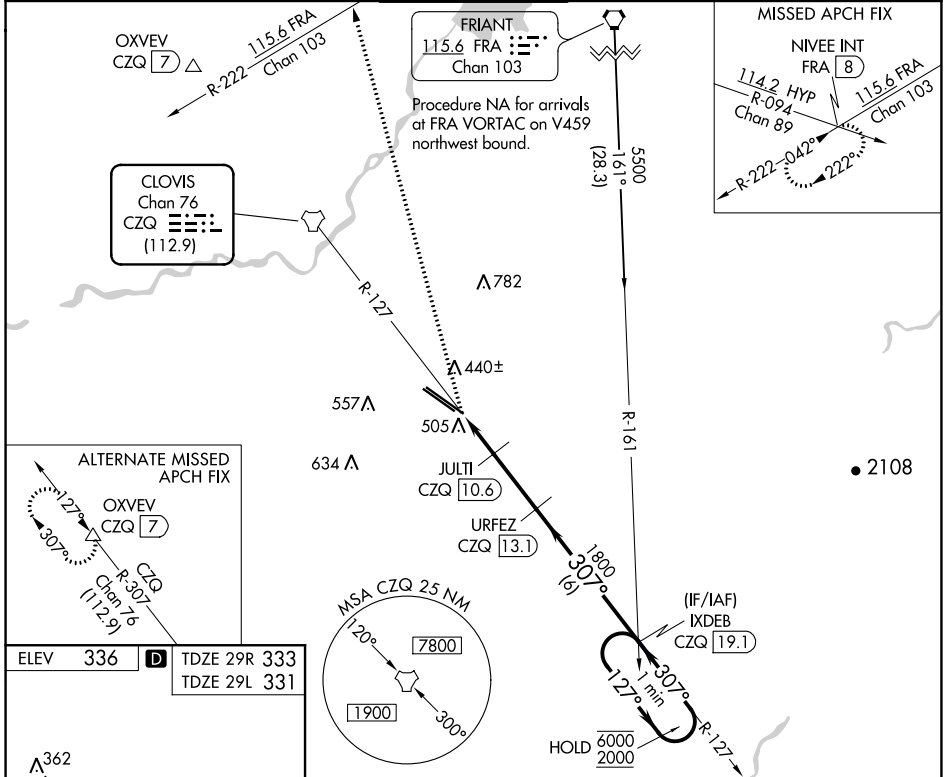 OXVEV
CZQ 7
115.6 FRA
R-222 Chan 103
FRIANT
115.6 FRA
Chan 103
Procedure NA for arrivals
at FRA VORTAC on V459
northwest bound.
5500
161°
(28.3)
MISSED APCH FIX
NIVEE INT
FRA 8
114.2 HYP
R-094
Chan 89
115.6 FRA
Chan 103
R-222 042°
222°
CLOVIS
Chan 76
CZQ
(112.9)
R-127
782
440±
557
505
634
R-161
2108
JULTI
CZQ 10.6
URFEZ
CZQ 13.1
1800
307°
(6)
(IF/IAF)
IXDEB
CZQ 19.1
1 min
307°
127°
R-127
HOLD 6000
2000
ALTERNATE MISSED
APCH FIX
OXVEV
CZQ 7
127°
307°
CZQ
R-307
Chan 76
(112.9)
MSA CZQ 25 NM
120°
7800
1900
300°
ELEV 336 D TDZE 29R 333
TDZE 29L 331
362